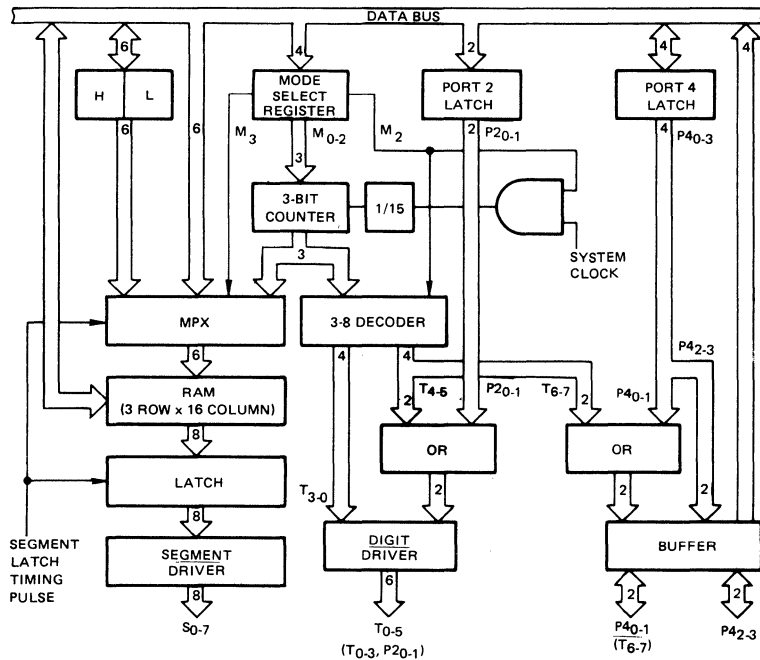 DATA BUS
6
6
4
2
4
4
H L
MODE
SELECT
REGISTER
PORT 2
LATCH
PORT 4
LATCH
6
M3
M0-2
M2
2
P20-1
4
P40-3
3
3-BIT
COUNTER
1/15
SYSTEM
CLOCK
3
MPX
3-8 DECODER
6
4
4
P42-3
RAM
(3 ROW x 16 COLUMN)
2
T4-5
P20-1
T6-7
2
P40-1
8
OR
OR
LATCH
T3-0
2
2
2
8
SEGMENT
LATCH
TIMING
PULSE
SEGMENT
DRIVER
DIGIT
DRIVER
BUFFER
8
6
2
2
S0-7
T0-5
(T0-3, P20-1)
P40-1
(T6-7)
P42-3